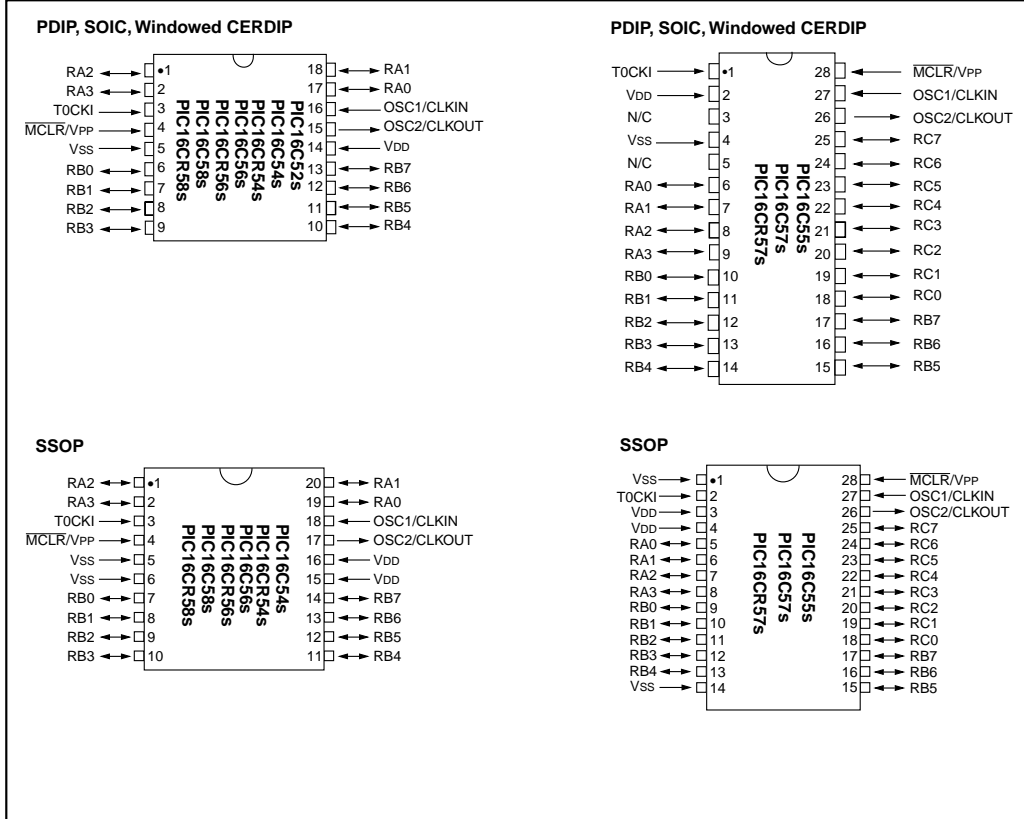 PDIP, SOIC, Windowed CERDIP
RA2 •1 18 RA1
RA3 2 17 RA0
T0CKI 3 16 OSC1/CLKIN
MCLR/VPP 4 15 OSC2/CLKOUT
VSS 5 14 VDD
RB0 6 13 RB7
RB1 7 12 RB6
RB2 8 11 RB5
RB3 9 10 RB4
PIC16C52s
PIC16C54s
PIC16CR54s
PIC16C56s
PIC16CR56s
PIC16C58s
PIC16CR58s
PDIP, SOIC, Windowed CERDIP
T0CKI •1 28 MCLR/VPP
VDD 2 27 OSC1/CLKIN
N/C 3 26 OSC2/CLKOUT
VSS 4 25 RC7
N/C 5 24 RC6
RA0 6 23 RC5
RA1 7 22 RC4
RA2 8 21 RC3
RA3 9 20 RC2
RB0 10 19 RC1
RB1 11 18 RC0
RB2 12 17 RB7
RB3 13 16 RB6
RB4 14 15 RB5
PIC16C55s
PIC16C57s
PIC16CR57s
SSOP
RA2 •1 20 RA1
RA3 2 19 RA0
T0CKI 3 18 OSC1/CLKIN
MCLR/VPP 4 17 OSC2/CLKOUT
VSS 5 16 VDD
VSS 6 15 VDD
RB0 7 14 RB7
RB1 8 13 RB6
RB2 9 12 RB5
RB3 10 11 RB4
PIC16C54s
PIC16CR54s
PIC16C56s
PIC16CR56s
PIC16C58s
PIC16CR58s
SSOP
VSS •1 28 MCLR/VPP
T0CKI 2 27 OSC1/CLKIN
VDD 3 26 OSC2/CLKOUT
VDD 4 25 RC7
RA0 5 24 RC6
RA1 6 23 RC5
RA2 7 22 RC4
RA3 8 21 RC3
RB0 9 20 RC2
RB1 10 19 RC1
RB2 11 18 RC0
RB3 12 17 RB7
RB4 13 16 RB6
VSS 14 15 RB5
PIC16C55s
PIC16C57s
PIC16CR57s